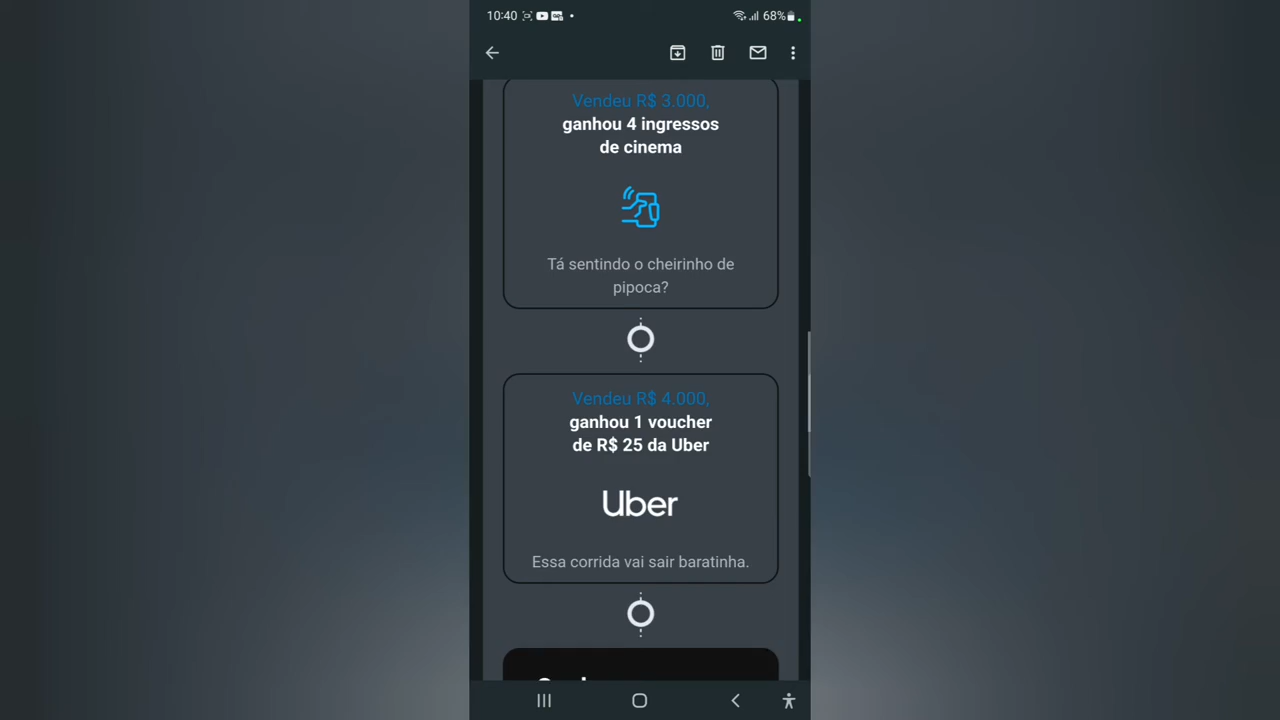 10:40
68%
Vendeu R$ 3.000,
ganhou 4 ingressos
de cinema
Tá sentindo o cheirinho de
pipoca?
Vendeu R$ 4.000,
ganhou 1 voucher
de R$ 25 da Uber
Uber
Essa corrida vai sair baratinha.